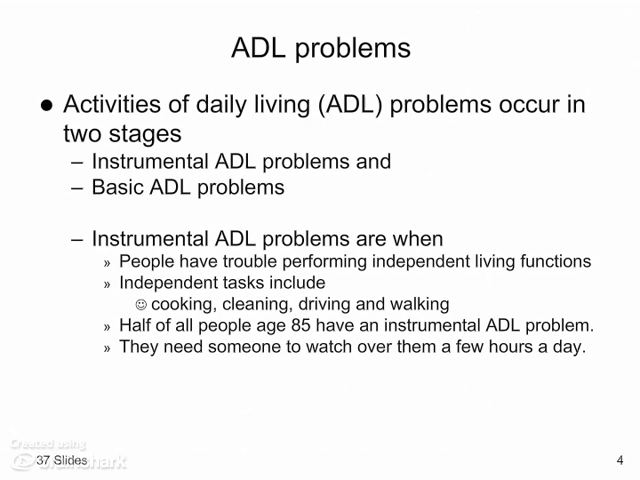 ADL problems
● Activities of daily living (ADL) problems occur in
two stages
– Instrumental ADL problems and
– Basic ADL problems
– Instrumental ADL problems are when
» People have trouble performing independent living functions
» Independent tasks include
☺ cooking, cleaning, driving and walking
» Half of all people age 85 have an instrumental ADL problem.
» They need someone to watch over them a few hours a day.
Created using
brainshark
37 Slides
4